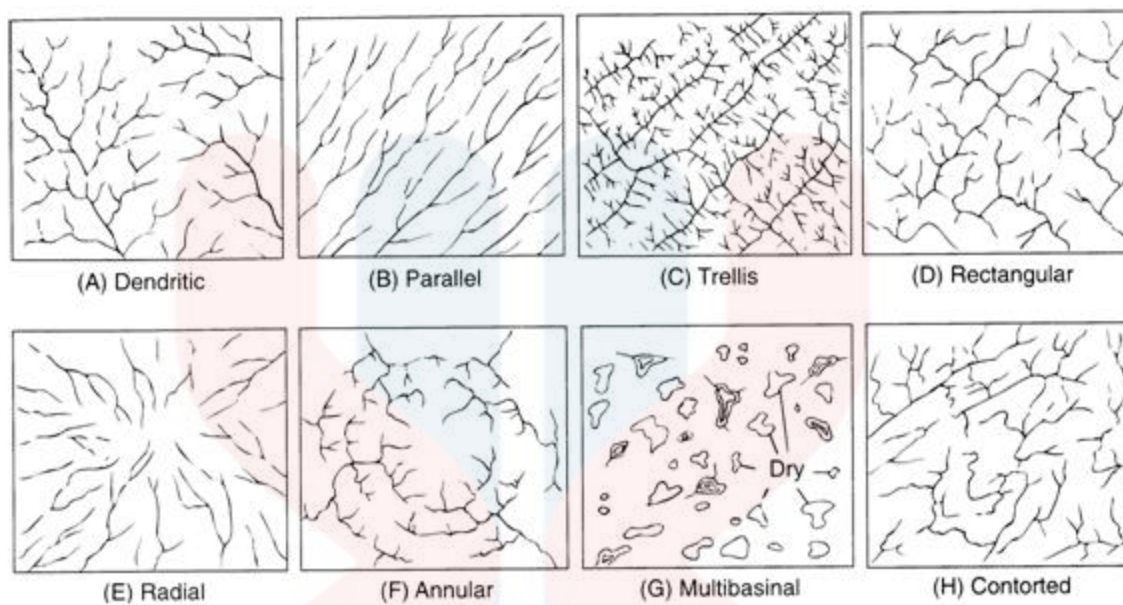 (A) Dendritic
(B) Parallel
(C) Trellis
(D) Rectangular
Dry
(E) Radial
(F) Annular
(G) Multibasinal
(H) Contorted